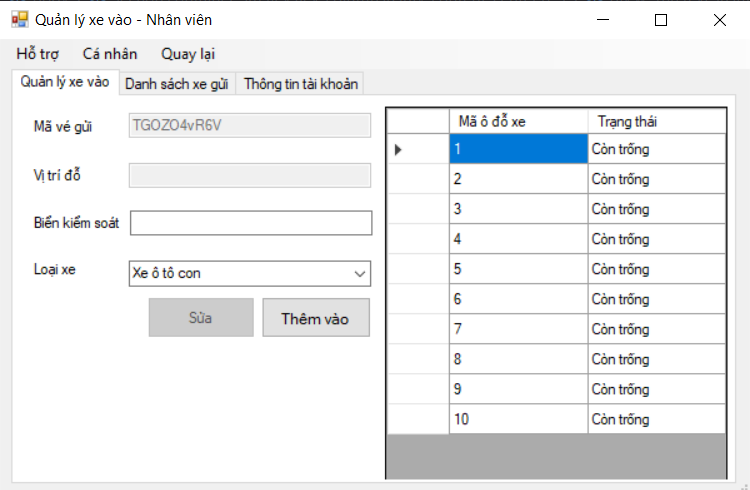 Quản lý xe vào - Nhân viên
Hỗ trợ Cá nhân Quay lại
Quản lý xe vào Danh sách xe gửi Thông tin tài khoản
Mã vé gửi TGOZO4vR6V
Vị trí đỗ
Biển kiểm soát
Loại xe Xe ô tô con
Sửa Thêm vào
Mã ô đỗ xe Trạng thái
1 Còn trống
2 Còn trống
3 Còn trống
4 Còn trống
5 Còn trống
6 Còn trống
7 Còn trống
8 Còn trống
9 Còn trống
10 Còn trống